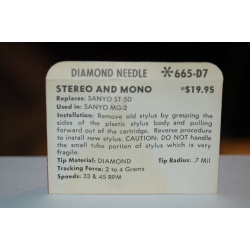 DIAMOND NEEDLE *665-D7
STEREO AND MONO *$19.95
Replaces: SANYO ST-5D
Used in: SANYO MG-2
Installation: Remove old stylus by grasping the
sides of the plastic stylus body and pulling
forward out of the cartridge. Reverse procedure
to install new stylus. CAUTION: DO NOT HANDLE
the small tube portion of stylus which is very
fragile.
Tip Material: DIAMOND Tip Radius: .7 Mil
Tracking Force: 2 to 4 Grams
Speeds: 33 & 45 RPM